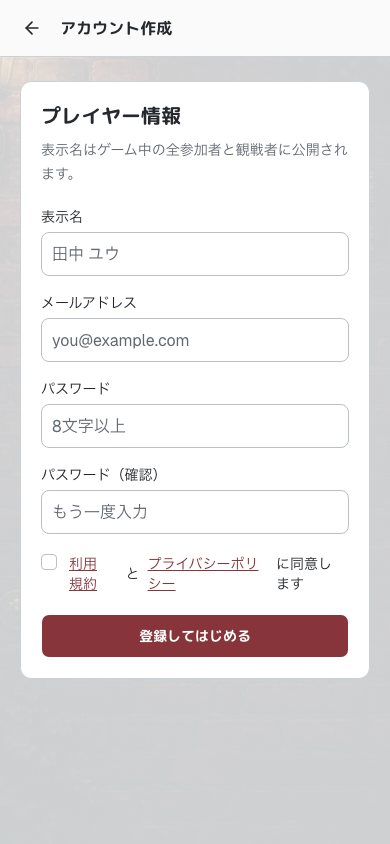 アカウント作成
プレイヤー情報
表示名はゲーム中の全参加者と観戦者に公開され
ます。
表示名
田中 ユウ
メールアドレス
you@example.com
パスワード
8文字以上
パスワード（確認）
もう一度入力
利用規約 と プライバシーポリシー に同意します
登録してはじめる